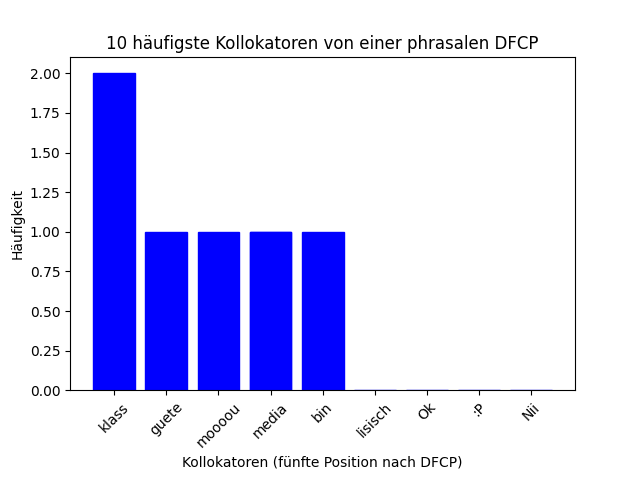 10 häufigste Kollokatoren von einer phrasalen DFCP
2.00
1.75
1.50
1.25
1.00
0.75
0.50
0.25
0.00
Häufigkeit
klass
guete
moooou
media
bin
lisisch
Ok
:P
Nii
Kollokatoren (fünfte Position nach DFCP)